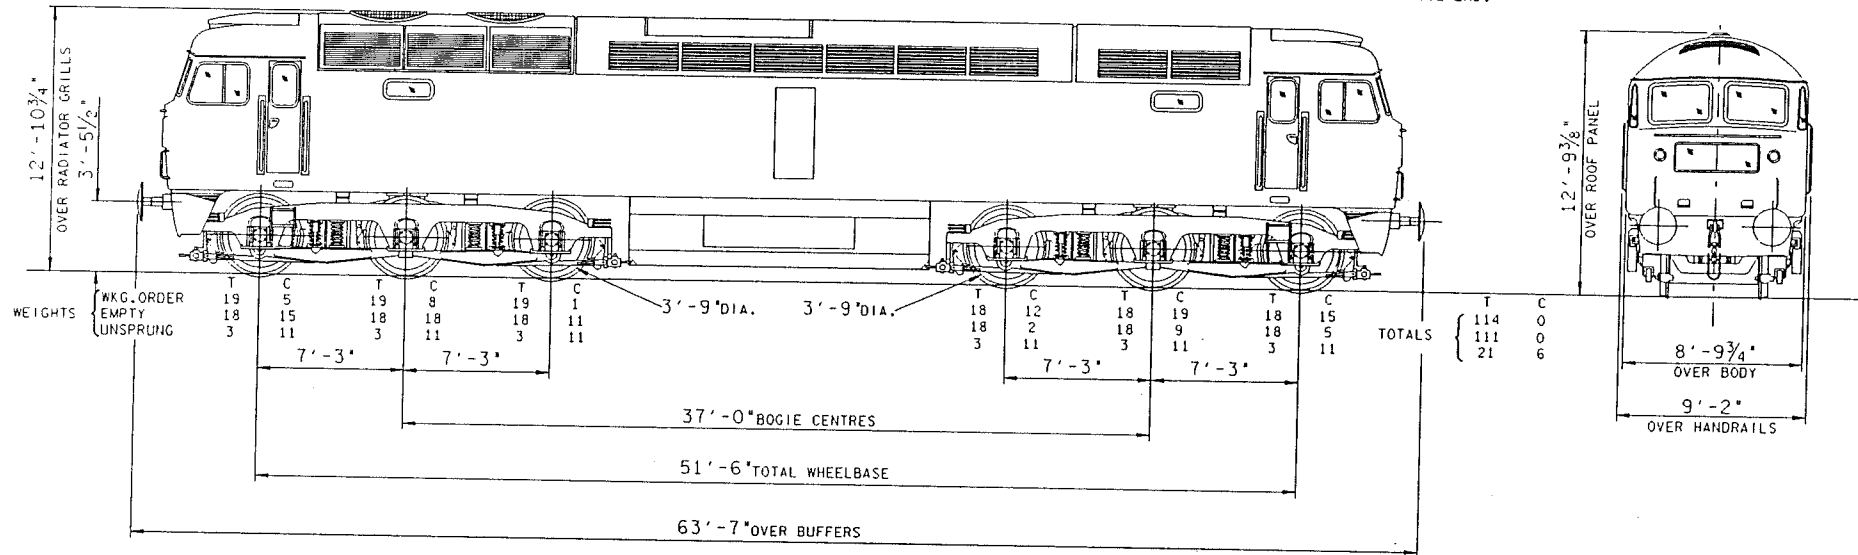 12'-10¾"
OVER RADIATOR GRILLS
3'-5½"
12'-9⅜"
OVER ROOF PANEL
T C T C T C T C T C T C T C
WEIGHTS { WKG.ORDER 19 5 19 8 19 1 18 12 18 19 18 15 TOTALS { 114 0
EMPTY 18 15 18 18 18 11 18 2 18 9 18 5 111 0
UNSPRUNG 3 11 3 11 3 11 3 11 3 11 3 11 21 6
3'-9"DIA. 3'-9"DIA.
7'-3" 7'-3" 7'-3" 7'-3"
8'-9¾"
OVER BODY
9'-2"
OVER HANDRAILS
37'-0"BOGIE CENTRES
51'-6"TOTAL WHEELBASE
63'-7"OVER BUFFERS